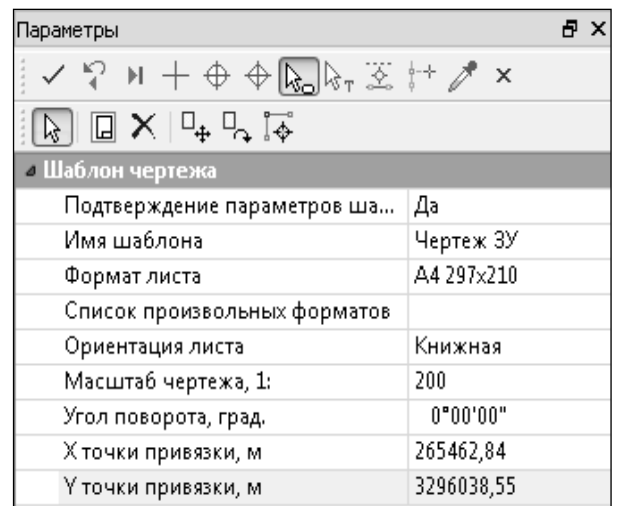 Параметры
Шаблон чертежа
Подтверждение параметров ша... Да
Имя шаблона Чертеж ЗУ
Формат листа А4 297x210
Список произвольных форматов
Ориентация листа Книжная
Масштаб чертежа, 1: 200
Угол поворота, град. 0°00'00"
X точки привязки, м 265462,84
Y точки привязки, м 3296038,55